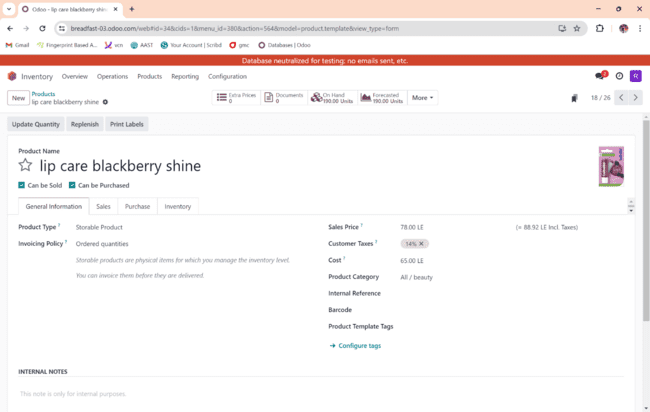 Odoo - lip care blackberry shin
breadfast-03.odoo.com/web#id=34&cids=1&menu_id=380&action=564&model=product.template&view_type=form
Gmail Fingerprint Based A... vcn AAST Your Account | Scribd gmc Databases | Odoo
Database neutralized for testing: no emails sent, etc.
Inventory Overview Operations Products Reporting Configuration 2 R
New Products Extra Prices 0 Documents 0 On Hand 190.00 Units Forecasted 190.00 Units More 18 / 26
lip care blackberry shine
Update Quantity Replenish Print Labels
Product Name
lip care blackberry shine
Can be Sold Can be Purchased
General Information Sales Purchase Inventory
Product Type ? Storable Product Sales Price ? 78.00 LE (= 88.92 LE Incl. Taxes)
Invoicing Policy ? Ordered quantities Customer Taxes ? 14% ×
Storable products are physical items for which you manage the inventory level. Cost ? 65.00 LE
You can invoice them before they are delivered. Product Category All / beauty
Internal Reference
Barcode
Product Template Tags
→ Configure tags
INTERNAL NOTES
This note is only for internal purposes.